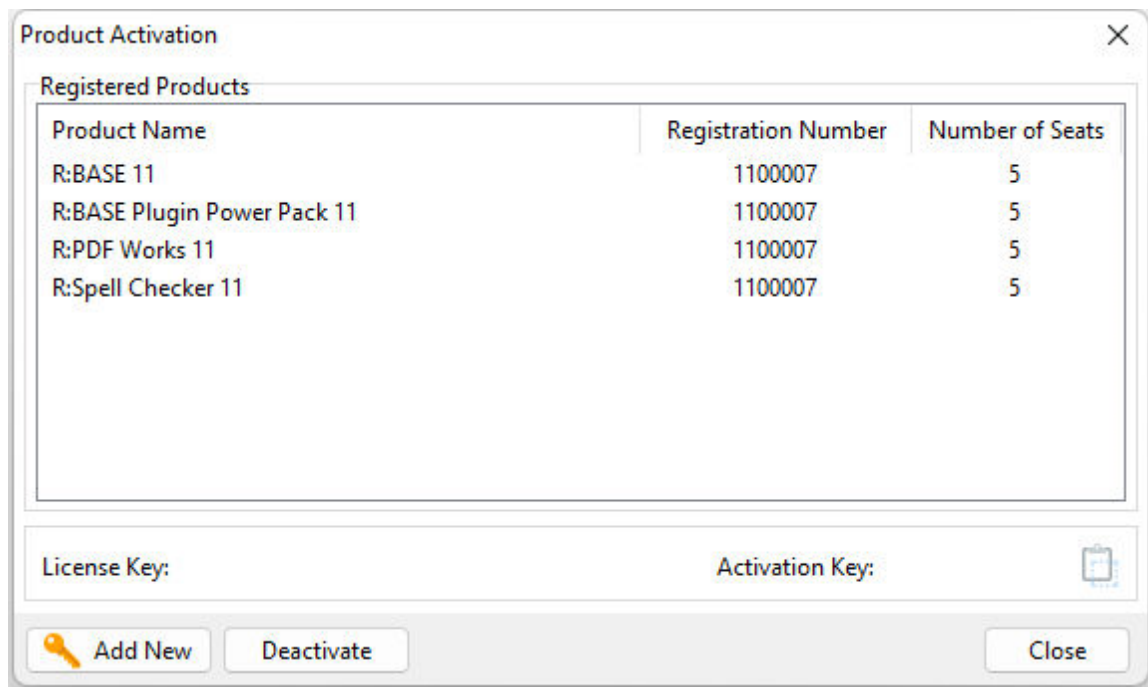 Product Activation
Registered Products
Product Name Registration Number Number of Seats
R:BASE 11 1100007 5
R:BASE Plugin Power Pack 11 1100007 5
R:PDF Works 11 1100007 5
R:Spell Checker 11 1100007 5
License Key: Activation Key:
Add New Deactivate Close